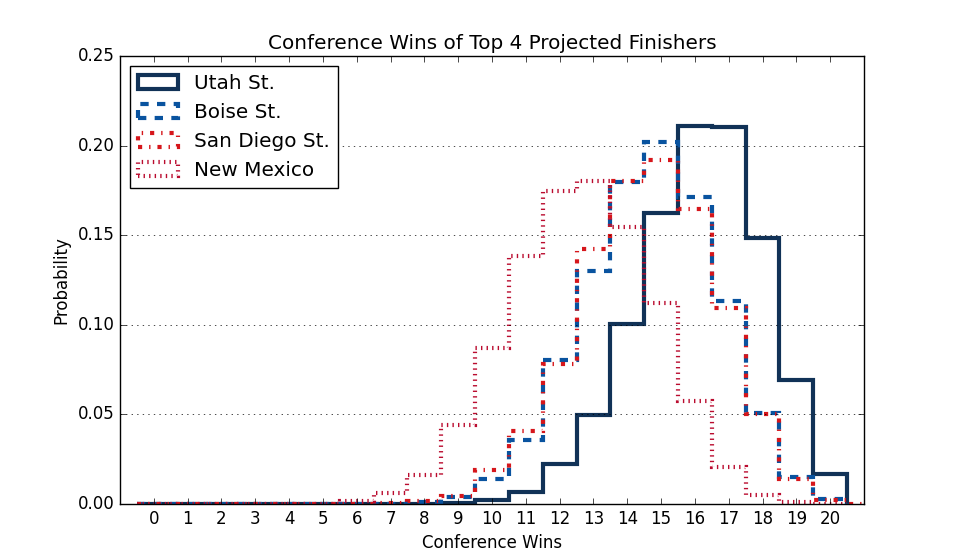 Conference Wins of Top 4 Projected Finishers
0.25
0.20
0.15
0.10
0.05
0.00
Probability
Utah St.
Boise St.
San Diego St.
New Mexico
0 1 2 3 4 5 6 7 8 9 10 11 12 13 14 15 16 17 18 19 20
Conference Wins